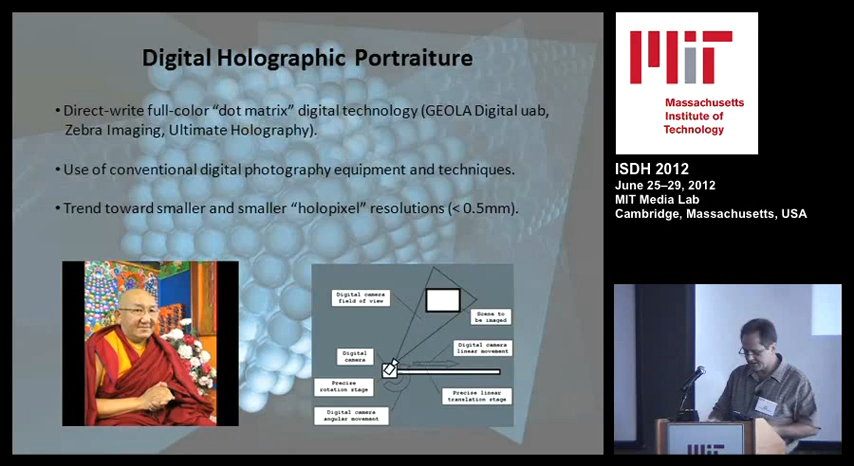 Digital Holographic Portraiture
• Direct-write full-color “dot matrix” digital technology (GEOLA Digital uab,
Zebra Imaging, Ultimate Holography).
• Use of conventional digital photography equipment and techniques.
• Trend toward smaller and smaller “holopixel” resolutions (< 0.5mm).
Digital camera
field of view
Scene to
be imaged
Digital camera
linear movement
Digital
camera
Precise
rotation stage
Precise linear
translation stage
Digital camera
angular movement
MIT
Massachusetts
Institute of
Technology
ISDH 2012
June 25–29, 2012
MIT Media Lab
Cambridge, Massachusetts, USA
MIT